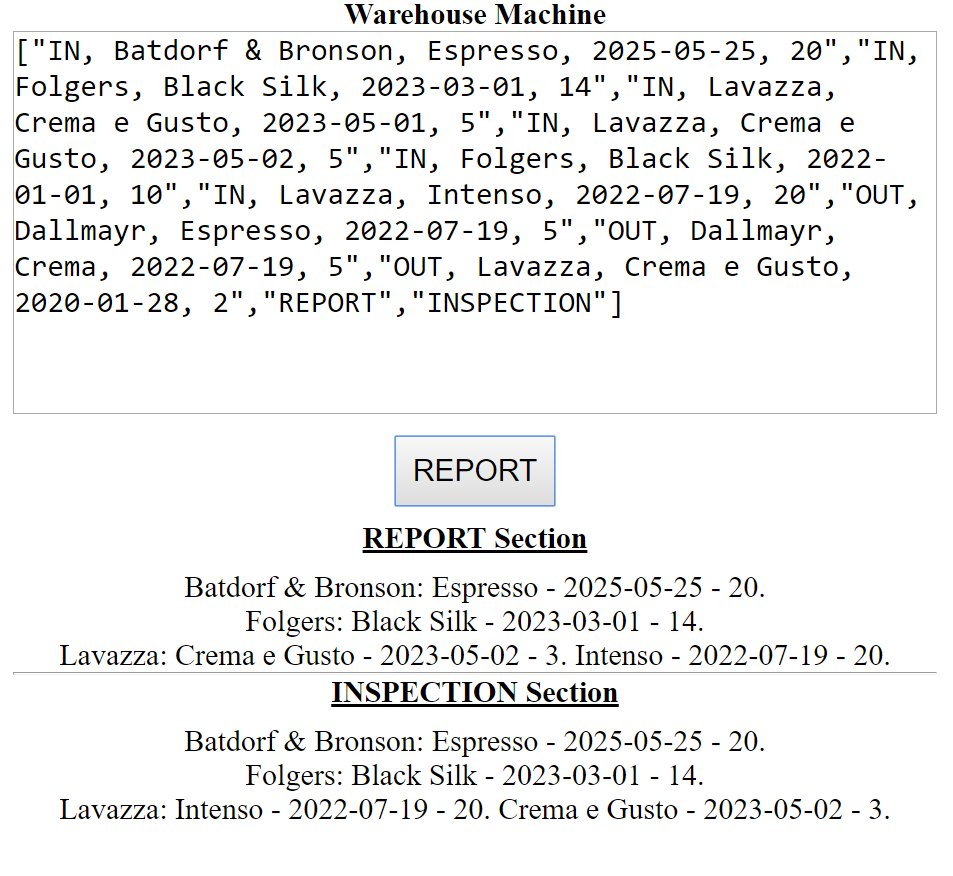 Warehouse Machine
["IN, Batdorf & Bronson, Espresso, 2025-05-25, 20","IN,
Folgers, Black Silk, 2023-03-01, 14","IN, Lavazza,
Crema e Gusto, 2023-05-01, 5","IN, Lavazza, Crema e
Gusto, 2023-05-02, 5","IN, Folgers, Black Silk, 2022-
01-01, 10","IN, Lavazza, Intenso, 2022-07-19, 20","OUT,
Dallmayr, Espresso, 2022-07-19, 5","OUT, Dallmayr,
Crema, 2022-07-19, 5","OUT, Lavazza, Crema e Gusto,
2020-01-28, 2","REPORT","INSPECTION"]
REPORT
REPORT Section
Batdorf & Bronson: Espresso - 2025-05-25 - 20.
Folgers: Black Silk - 2023-03-01 - 14.
Lavazza: Crema e Gusto - 2023-05-02 - 3. Intenso - 2022-07-19 - 20.
INSPECTION Section
Batdorf & Bronson: Espresso - 2025-05-25 - 20.
Folgers: Black Silk - 2023-03-01 - 14.
Lavazza: Intenso - 2022-07-19 - 20. Crema e Gusto - 2023-05-02 - 3.